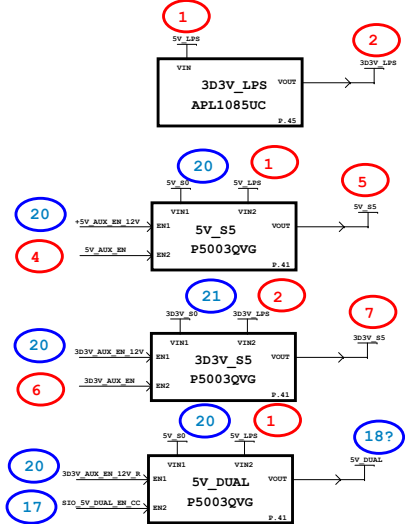 1
5V_LPS
2
3D3V_LPS
VIN
3D3V_LPS
VOUT
APL1085UC
P.45
20
1
5V_S0
5V_LPS
5
5V_S5
20
+5V_AUX_EN_12V
VIN1
VIN2
EN1
5V_S5
VOUT
4
5V_AUX_EN
EN2
P5003QVG
P.41
21
2
3D3V_S0
3D3V_LPS
7
3D3V_S5
20
3D3V_AUX_EN_12V
VIN1
VIN2
EN1
3D3V_S5
VOUT
6
3D3V_AUX_EN
EN2
P5003QVG
P.41
20
1
5V_S0
5V_LPS
18?
5V_DUAL
20
3D3V_AUX_EN_12V_R
VIN1
VIN2
EN1
5V_DUAL
VOUT
17
SIO_5V_DUAL_EN_CC
EN2
P5003QVG
P.41